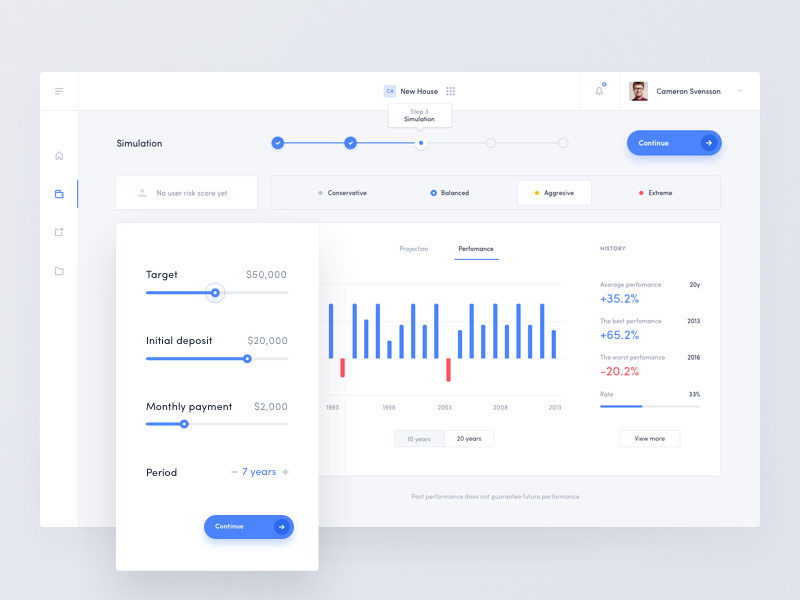 CA New House
Cameron Svensson
Step 3
Simulation
Simulation
Continue
No user risk score yet
Conservative
Balanced
Aggresive
Extreme
Target $50,000
Initial deposit $20,000
Monthly payment $2,000
Period − 7 years +
Continue
Projection
Perfomance
1993 1998 2003 2008 2013
10 years
20 years
HISTORY
Average perfomance 20y
+35.2%
The best perfomance 2013
+65.2%
The worst perfomance 2016
-20.2%
Rate 33%
View more
Past performance does not guarantee future performance